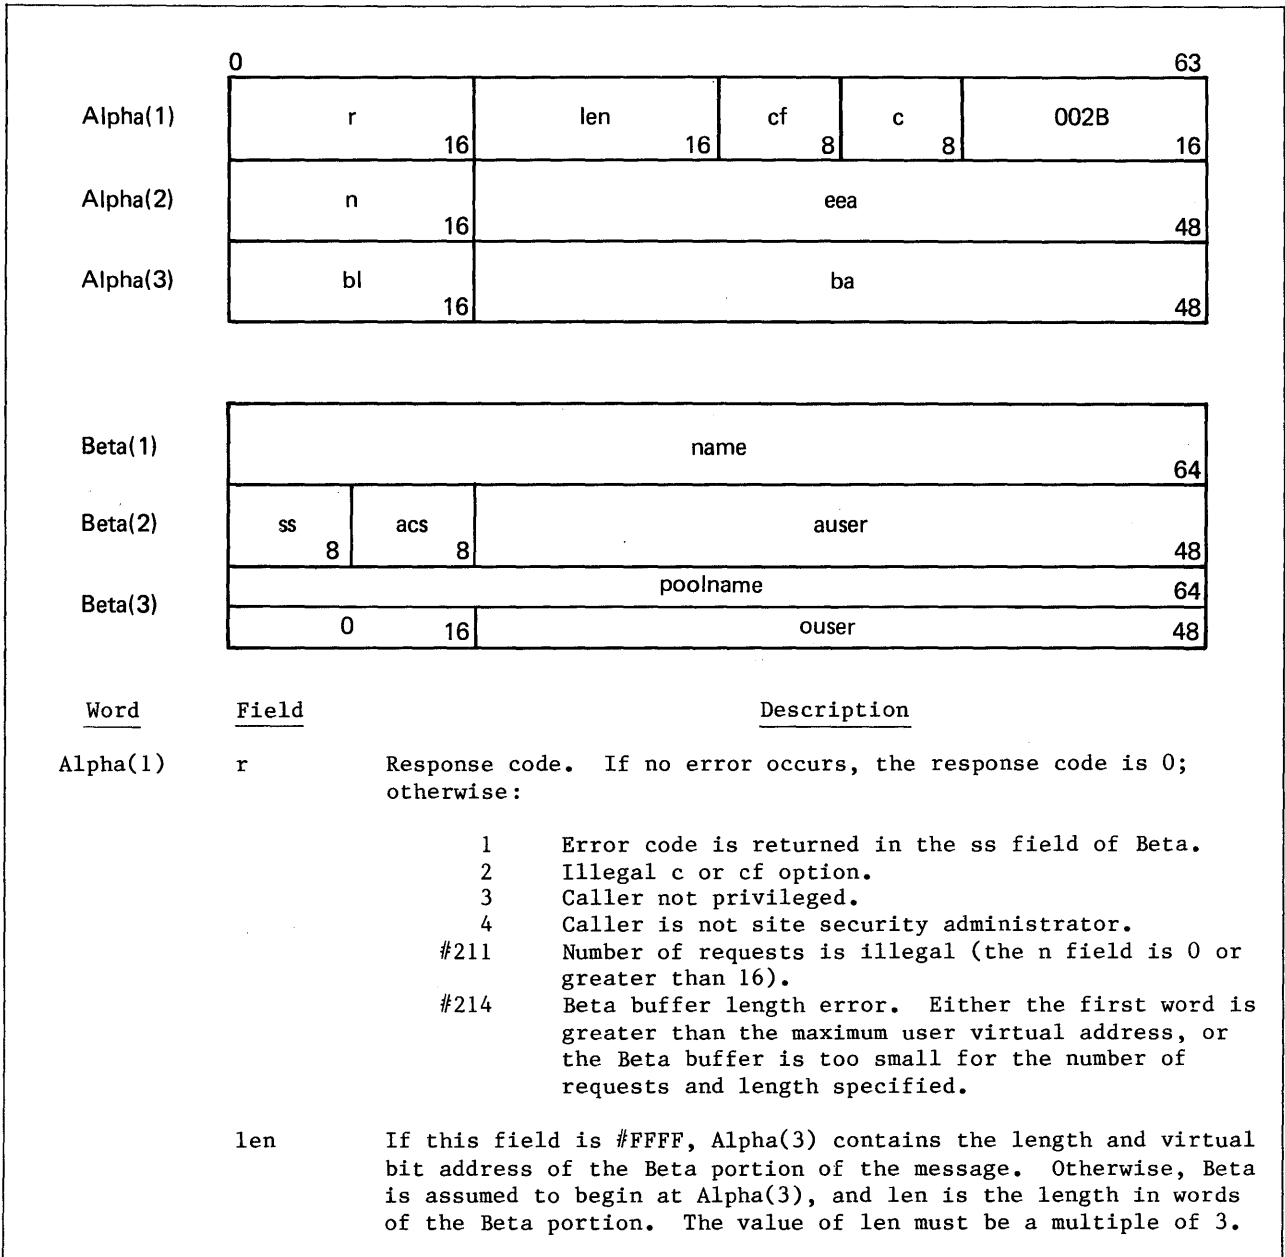 0 63
Alpha(1) r 16 len 16 cf 8 c 8 002B 16
Alpha(2) n 16 eea 48
Alpha(3) bl 16 ba 48
Beta(1) name 64
Beta(2) ss 8 acs 8 auser 48
Beta(3) poolname 64
0 16 ouser 48
Word Field Description
Alpha(1) r Response code. If no error occurs, the response code is 0;
otherwise:
1 Error code is returned in the ss field of Beta.
2 Illegal c or cf option.
3 Caller not privileged.
4 Caller is not site security administrator.
#211 Number of requests is illegal (the n field is 0 or
greater than 16).
#214 Beta buffer length error. Either the first word is
greater than the maximum user virtual address, or
the Beta buffer is too small for the number of
requests and length specified.
len If this field is #FFFF, Alpha(3) contains the length and virtual
bit address of the Beta portion of the message. Otherwise, Beta
is assumed to begin at Alpha(3), and len is the length in words
of the Beta portion. The value of len must be a multiple of 3.